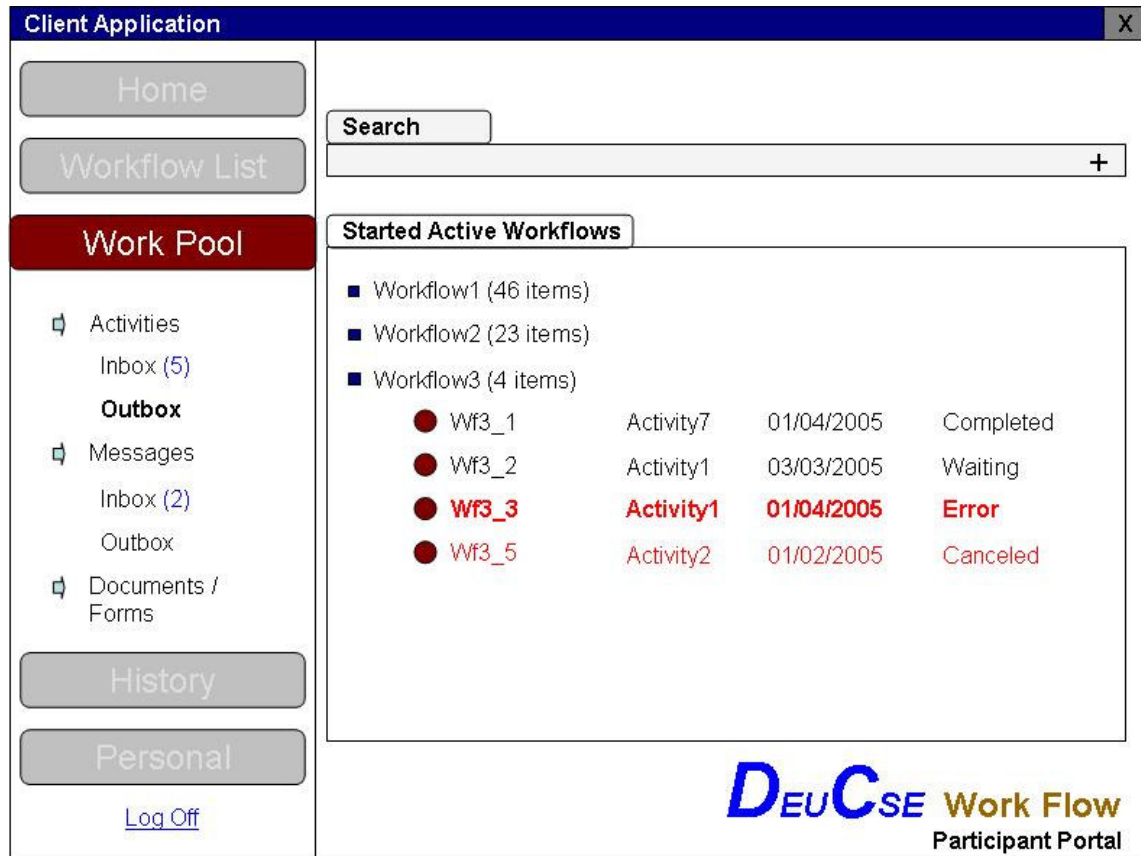 Client Application
X
Home
Workflow List
Work Pool
Activities
Inbox (5)
Outbox
Messages
Inbox (2)
Outbox
Documents /
Forms
History
Personal
Log Off
Search
+
Started Active Workflows
Workflow1 (46 items)
Workflow2 (23 items)
Workflow3 (4 items)
Wf3_1 Activity7 01/04/2005 Completed
Wf3_2 Activity1 03/03/2005 Waiting
Wf3_3 Activity1 01/04/2005 Error
Wf3_5 Activity2 01/02/2005 Canceled
DEUCSE Work Flow
Participant Portal